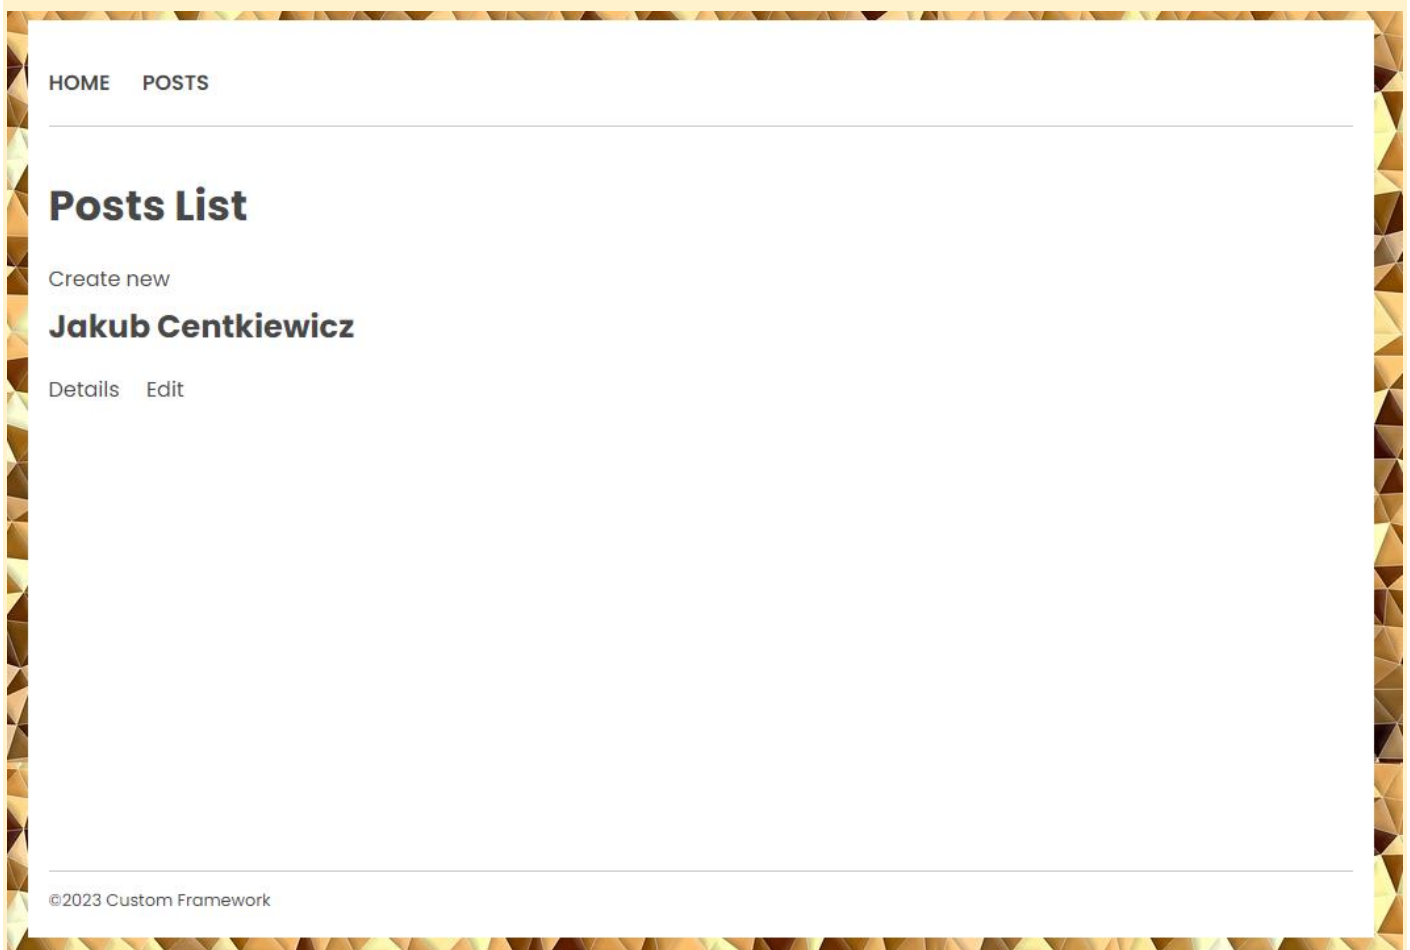 HOME POSTS
Posts List
Create new
Jakub Centkiewicz
Details Edit
©2023 Custom Framework